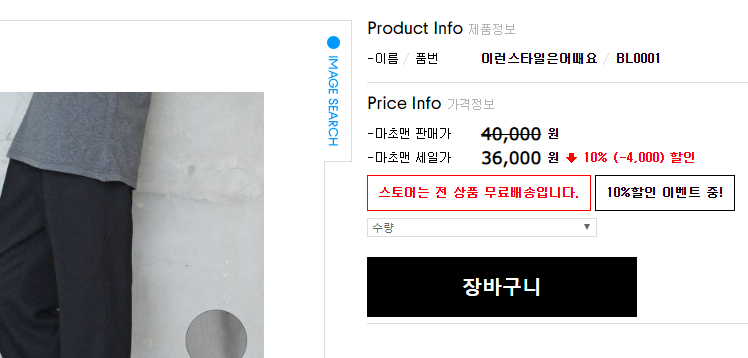 Product Info 제품정보
-이름 / 품번 이런스타일은어때요 / BL0001
IMAGE SEARCH
Price Info 가격정보
-마초맨 판매가 40,000 원
-마초맨 세일가 36,000 원 10% (-4,000) 할인
스토어는 전 상품 무료배송입니다. 10%할인 이벤트 중!
수량
장바구니